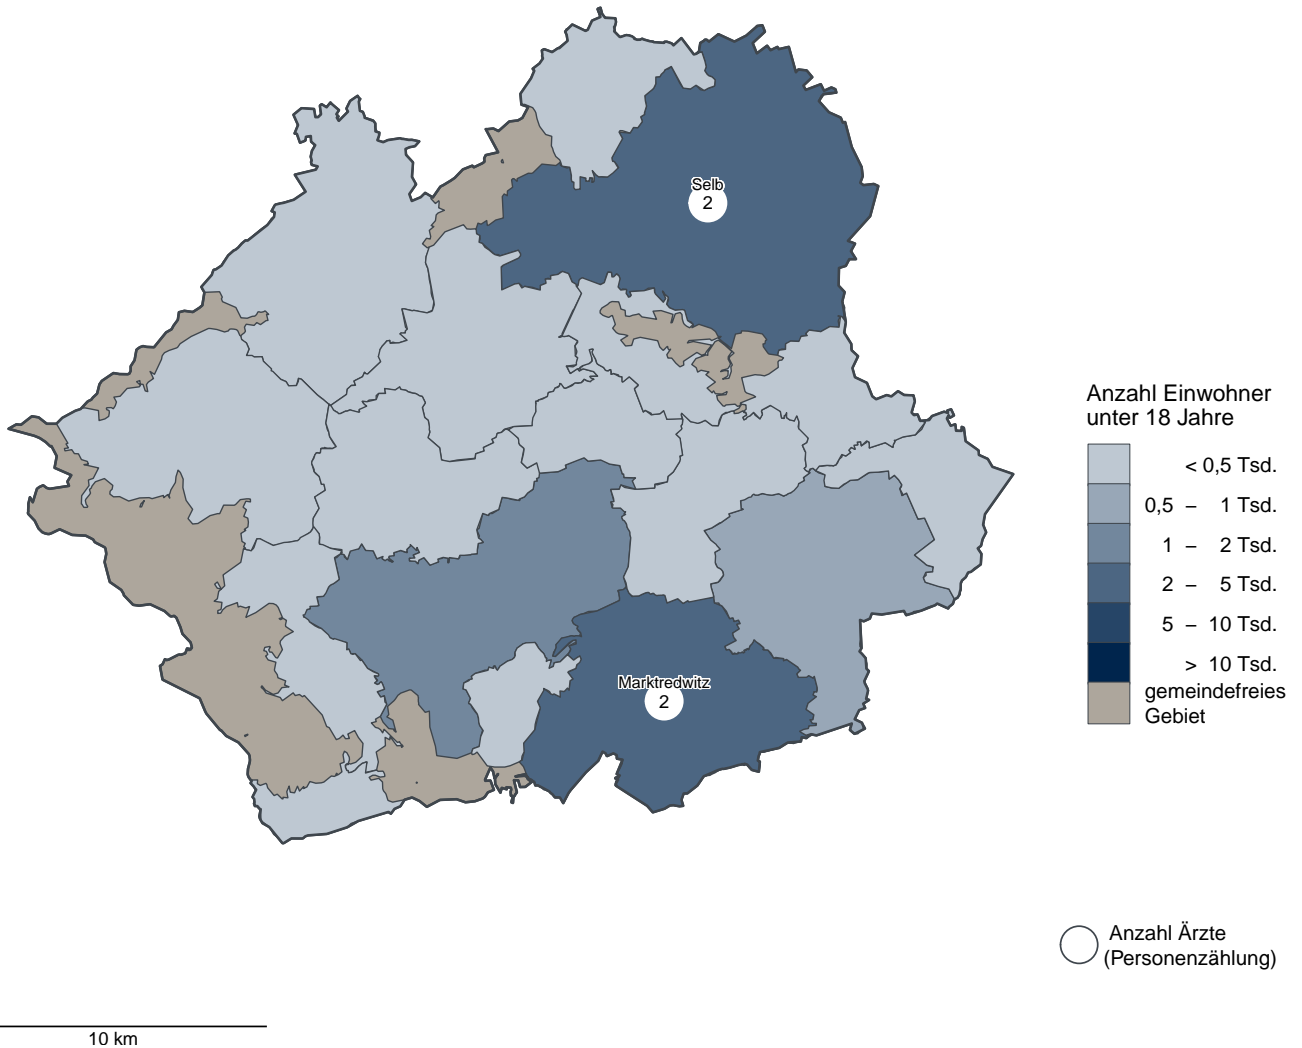 Selb
2
Marktredwitz
2
Anzahl Einwohner
unter 18 Jahre
< 0,5 Tsd.
0,5 – 1 Tsd.
1 – 2 Tsd.
2 – 5 Tsd.
5 – 10 Tsd.
> 10 Tsd.
gemeindefreies
Gebiet
Anzahl Ärzte
(Personenzählung)
10 km